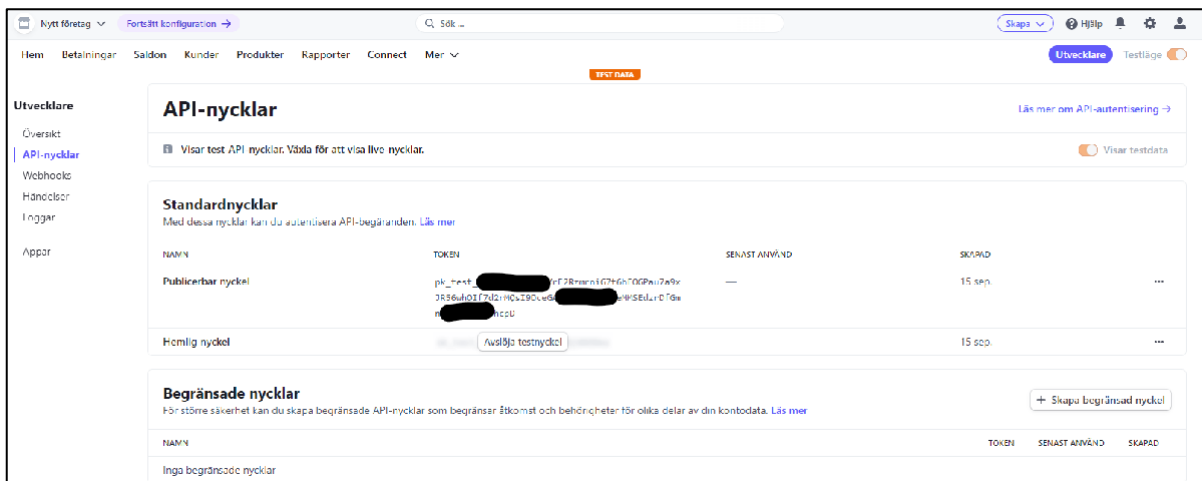 Nytt företag Fortsätt konfiguration → Sök ... Skapa Hjälp
Hem Betalningar Saldon Kunder Produkter Rapporter Connect Mer Utvecklare Testläge
TEST DATA
Utvecklare
Översikt
API-nycklar
Webhooks
Händelser
Loggar
Appar
API-nycklar Läs mer om API-autentisering →
Visar test API-nycklar. Växla för att visa live-nycklar. Visar testdata
Standardnycklar
Med dessa nycklar kan du autentisera API-begäranden. Läs mer
NAMN TOKEN SENAST ANVÄND SKAPAD
Publicerbar nyckel pk_test_ — 15 sep. ...
Hemlig nyckel Avslöja testnyckel 15 sep. ...
Begränsade nycklar
För större säkerhet kan du skapa begränsade API-nycklar som begränsar åtkomst och behörigheter för olika delar av din kontodata. Läs mer + Skapa begränsad nyckel
NAMN TOKEN SENAST ANVÄND SKAPAD
Inga begränsade nycklar